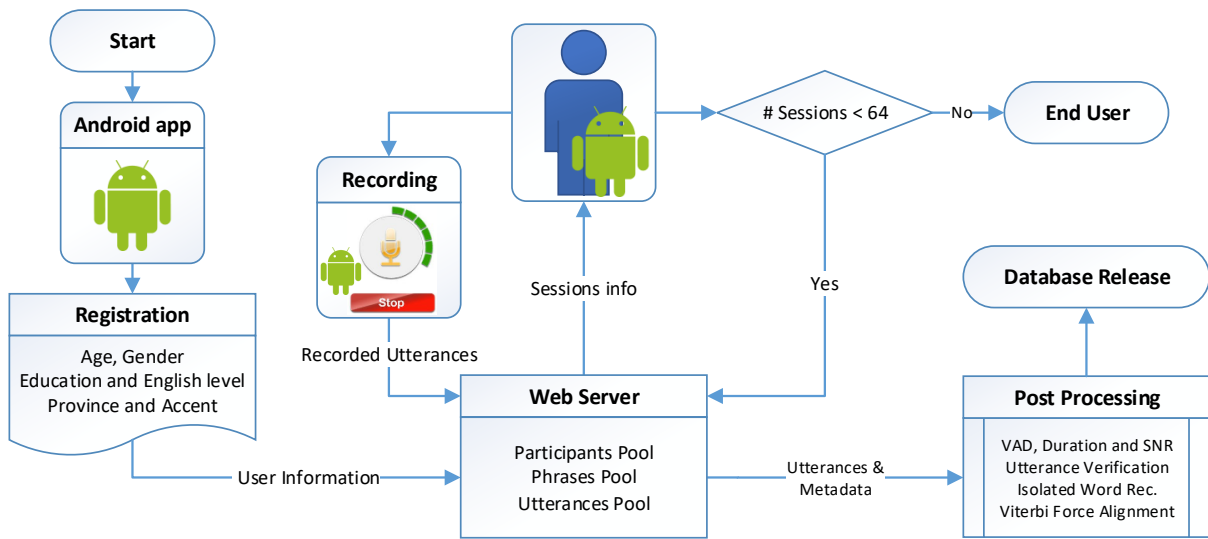 Start
Android app
Registration
Age, Gender
Education and English level
Province and Accent
User Information
Recording
Stop
Recorded Utterances
Sessions info
Web Server
Participants Pool
Phrases Pool
Utterances Pool
# Sessions < 64
No
End User
Yes
Utterances &
Metadata
Database Release
Post Processing
VAD, Duration and SNR
Utterance Verification
Isolated Word Rec.
Viterbi Force Alignment